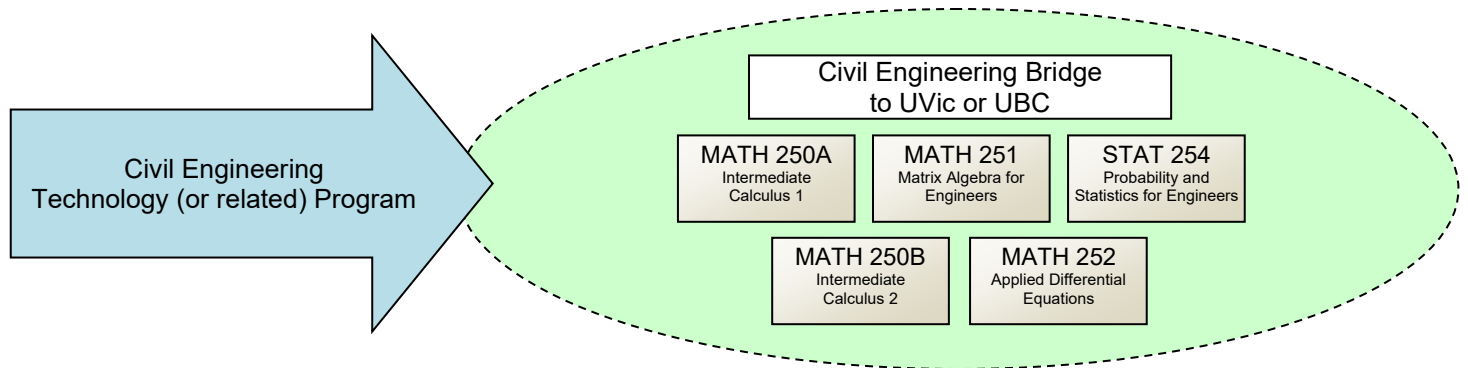 Civil Engineering
Technology (or related) Program
Civil Engineering Bridge
to UVic or UBC
MATH 250A
Intermediate
Calculus 1
MATH 251
Matrix Algebra for
Engineers
STAT 254
Probability and
Statistics for Engineers
MATH 250B
Intermediate
Calculus 2
MATH 252
Applied Differential
Equations